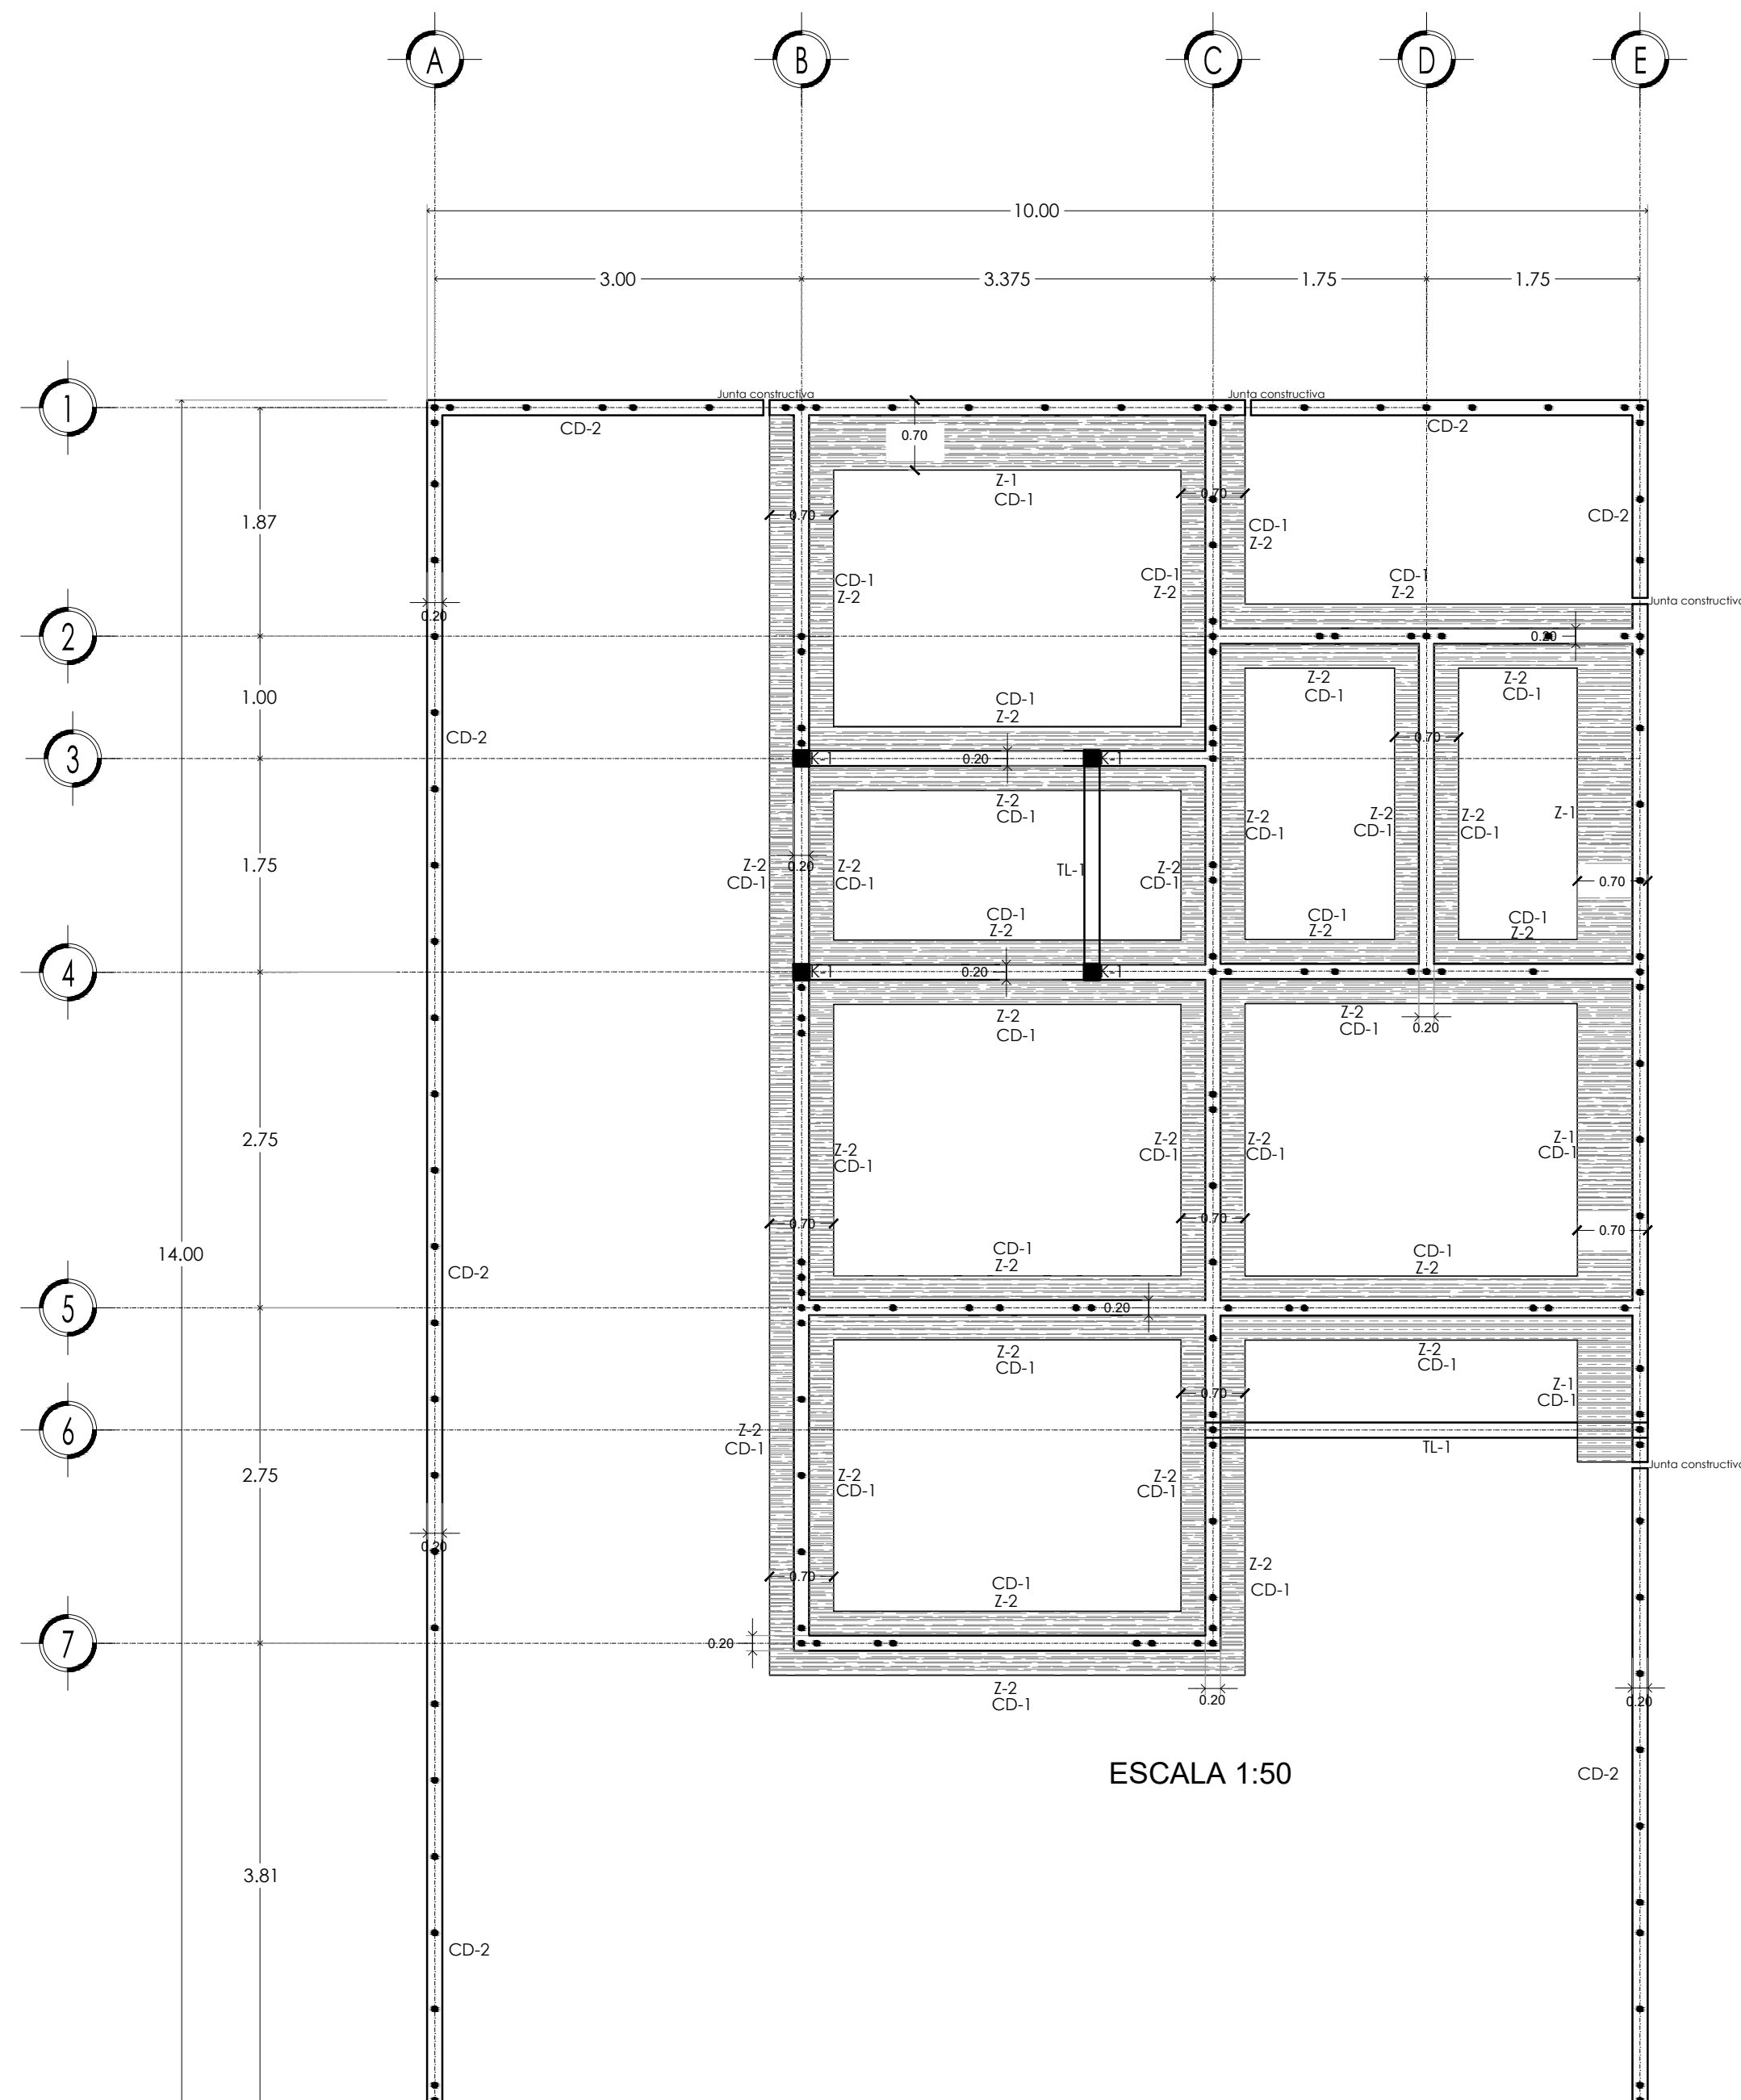 A B C D E
10.00
3.00 3.375 1.75 1.75
1
Junta constructiva Junta constructiva
CD-2 CD-2
0.70
Z-1
CD-1
0.70
0.70
1.87
CD-2
CD-1
Z-2
CD-1
Z-2
CD-1
Z-2
CD-1
Z-2
Junta constructiva
0.20
2
0.20
1.00
Z-2
CD-1
Z-2
CD-1
CD-1
Z-2
CD-2
0.70
3
K-1 0.20 K-1
Z-2
CD-1
Z-2
CD-1
Z-2
CD-1
Z-2
CD-1
Z-1
1.75
Z-2
CD-1
0.20
Z-2
CD-1
TL-1
Z-2
CD-1
0.70
CD-1
Z-2
CD-1
Z-2
CD-1
Z-2
4
K-1 0.20 K-1
Z-2
CD-1
Z-2
CD-1
0.20
2.75
Z-2
CD-1
Z-2
CD-1
Z-2
CD-1
Z-1
CD-1
0.70 0.70 0.70
14.00
CD-1
Z-2
CD-1
Z-2
CD-2
5
0.20
Z-2
CD-1
Z-2
CD-1
0.70
Z-1
CD-1
6
Z-2
CD-1
TL-1
Junta constructiva
2.75
Z-2
CD-1
Z-2
CD-1
0.20
0.70
Z-2
CD-1
CD-1
Z-2
7
0.20
Z-2
CD-1
0.20
0.20
ESCALA 1:50
CD-2
3.81
CD-2